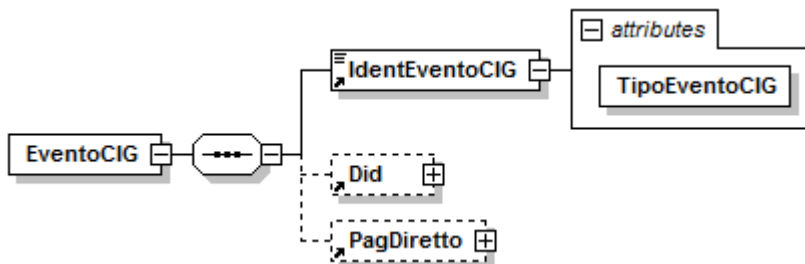 attributes
IdentEventoCIG
TipoEventoCIG
EventoCIG
Did
PagDiretto